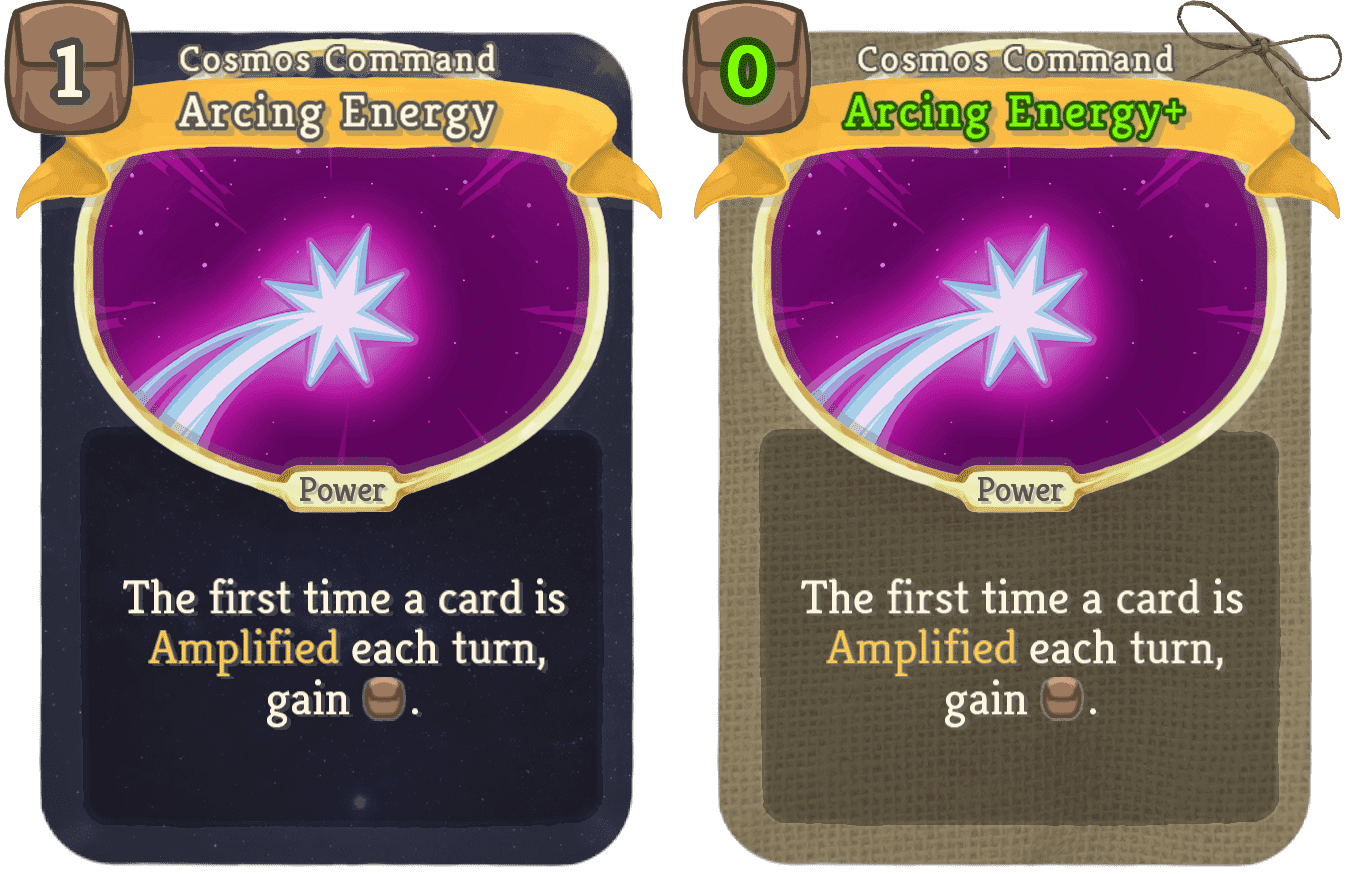 1
Cosmos Command
Arcing Energy
Power
The first time a card is
Amplified each turn,
gain .
0
Cosmos Command
Arcing Energy+
Power
The first time a card is
Amplified each turn,
gain .